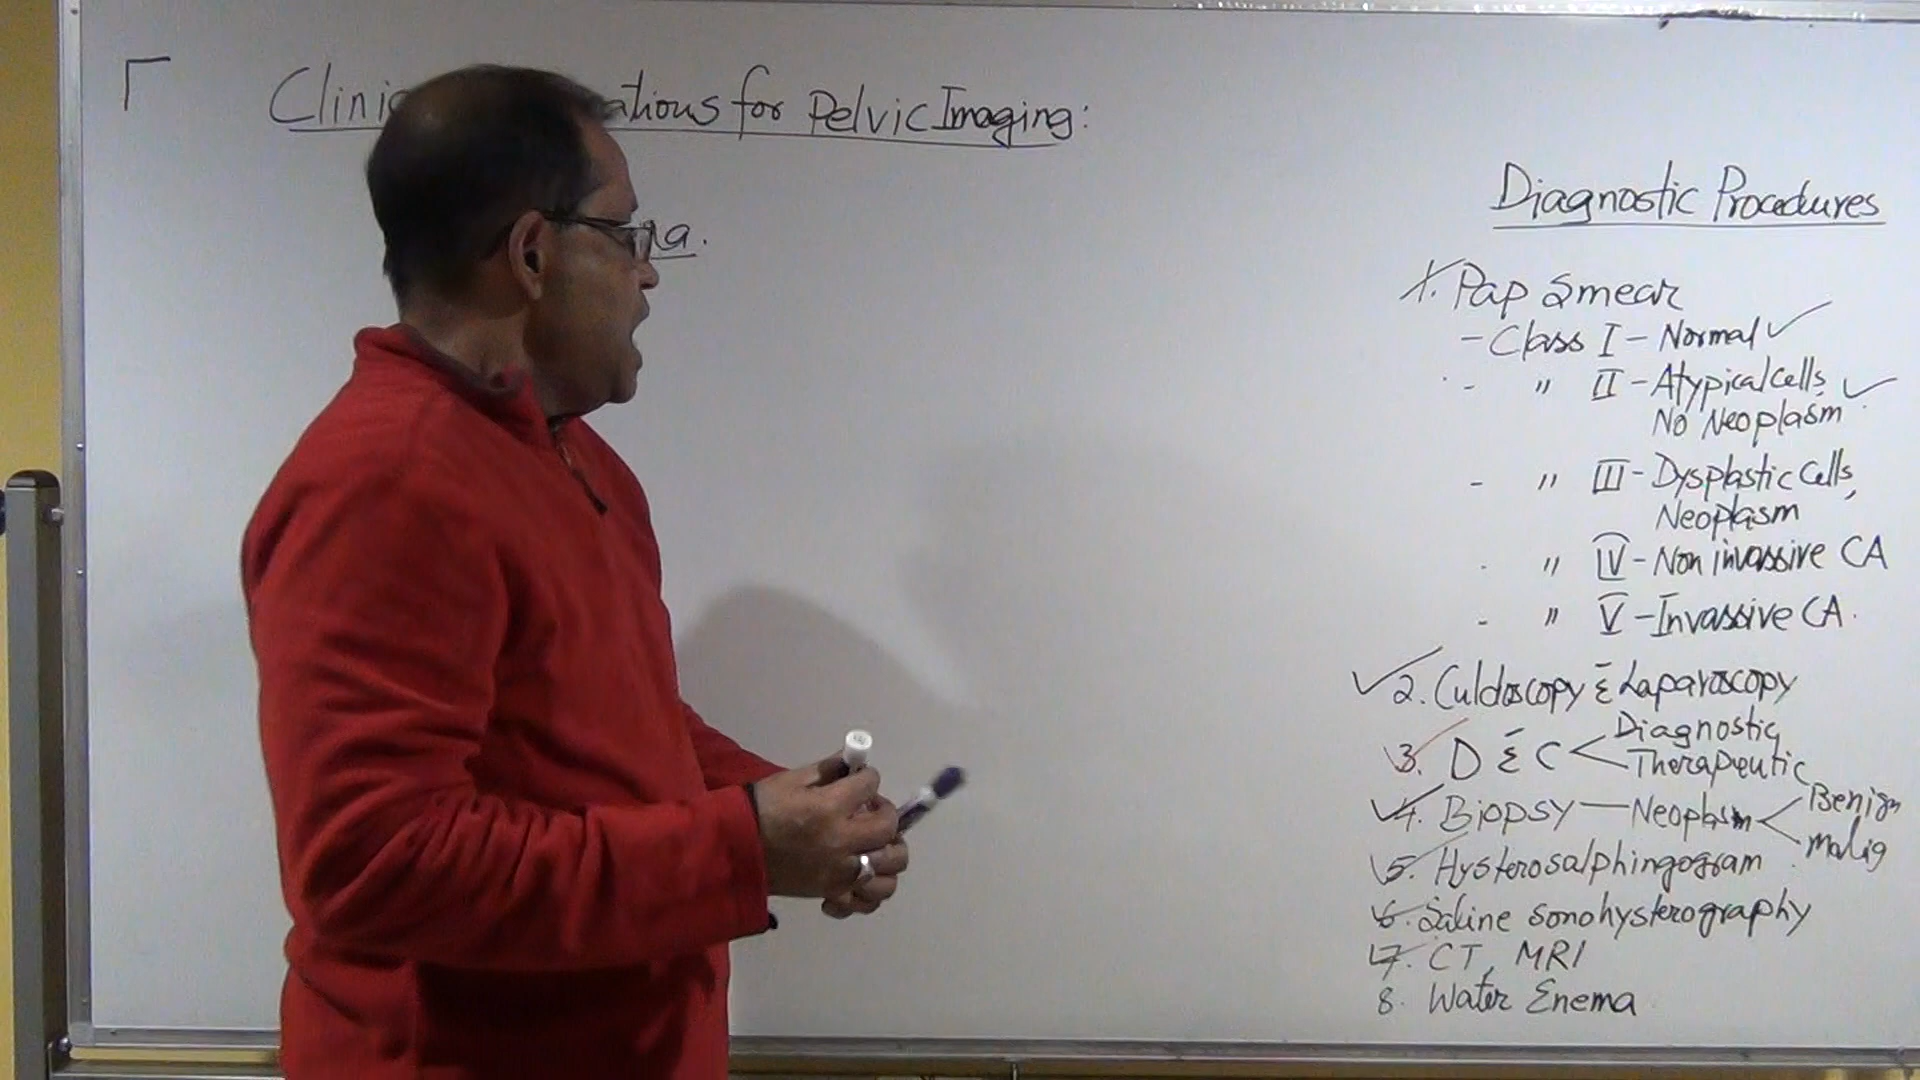 Clinic ations for Pelvic Imaging:
na.
Diagnostic Procedures
1. Pap Smear
- Class I - Normal ✓
- " II - Atypical Cells, ✓
No Neoplasm
- " III - Dysplastic Cells,
Neoplasm
- " IV - Non invassive CA
- " V - Invassive CA.
2. Culdoscopy & Laparoscopy
3. D & C < Diagnostic,
Therapeutic
4. Biopsy — Neoplasm < Benign
malig
5. Hysterosalphingogram
6. Saline sonohysterography
7. CT, MRI
8. Water Enema